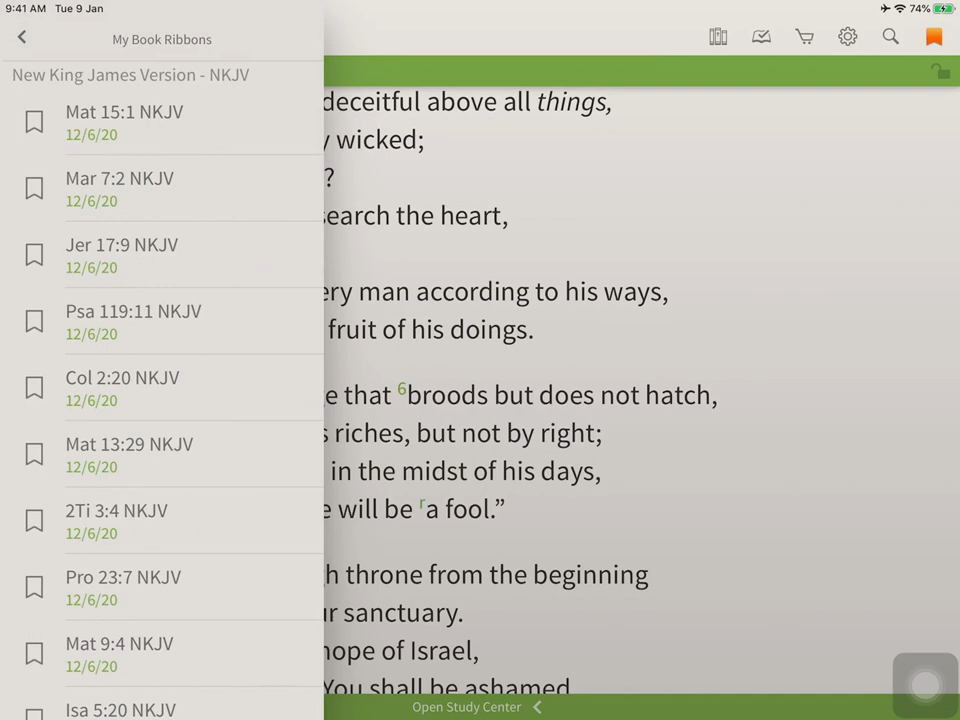 9:41 AM Tue 9 Jan
74%
My Book Ribbons
New King James Version - NKJV
Mat 15:1 NKJV
12/6/20
Mar 7:2 NKJV
12/6/20
Jer 17:9 NKJV
12/6/20
Psa 119:11 NKJV
12/6/20
Col 2:20 NKJV
12/6/20
Mat 13:29 NKJV
12/6/20
2Ti 3:4 NKJV
12/6/20
Pro 23:7 NKJV
12/6/20
Mat 9:4 NKJV
12/6/20
Isa 5:20 NKJV
deceitful above all things,
wicked;
?
search the heart,
man according to his ways,
fruit of his doings.
that 6broods but does not hatch,
riches, but not by right;
in the midst of his days,
will be ra fool.”
throne from the beginning
sanctuary.
hope of Israel,
You shall be ashamed
Open Study Center